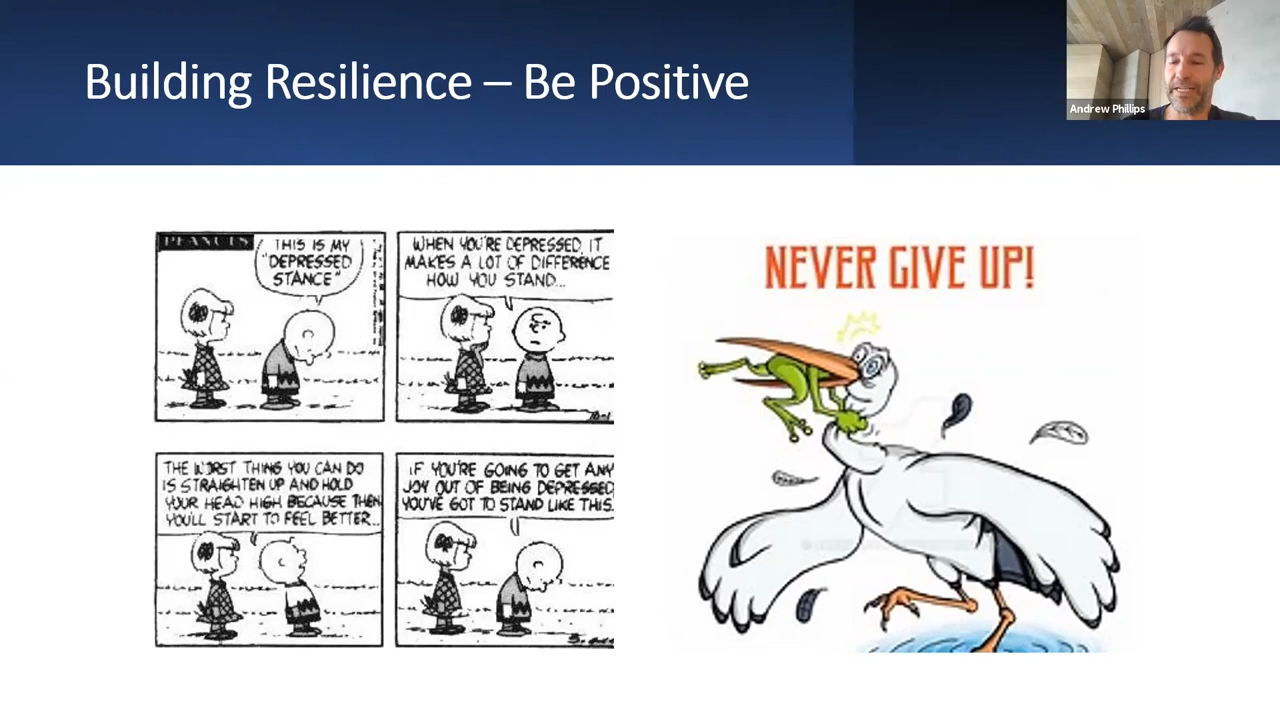 Building Resilience – Be Positive
Andrew Phillips
PEANUTS
THIS IS MY
"DEPRESSED
STANCE"
WHEN YOU'RE DEPRESSED, IT
MAKES A LOT OF DIFFERENCE
HOW YOU STAND...
THE WORST THING YOU CAN DO
IS STRAIGHTEN UP AND HOLD
YOUR HEAD HIGH BECAUSE THEN
YOU'LL START TO FEEL BETTER...
IF YOU'RE GOING TO GET ANY
JOY OUT OF BEING DEPRESSED,
YOU'VE GOT TO STAND LIKE THIS.
NEVER GIVE UP!